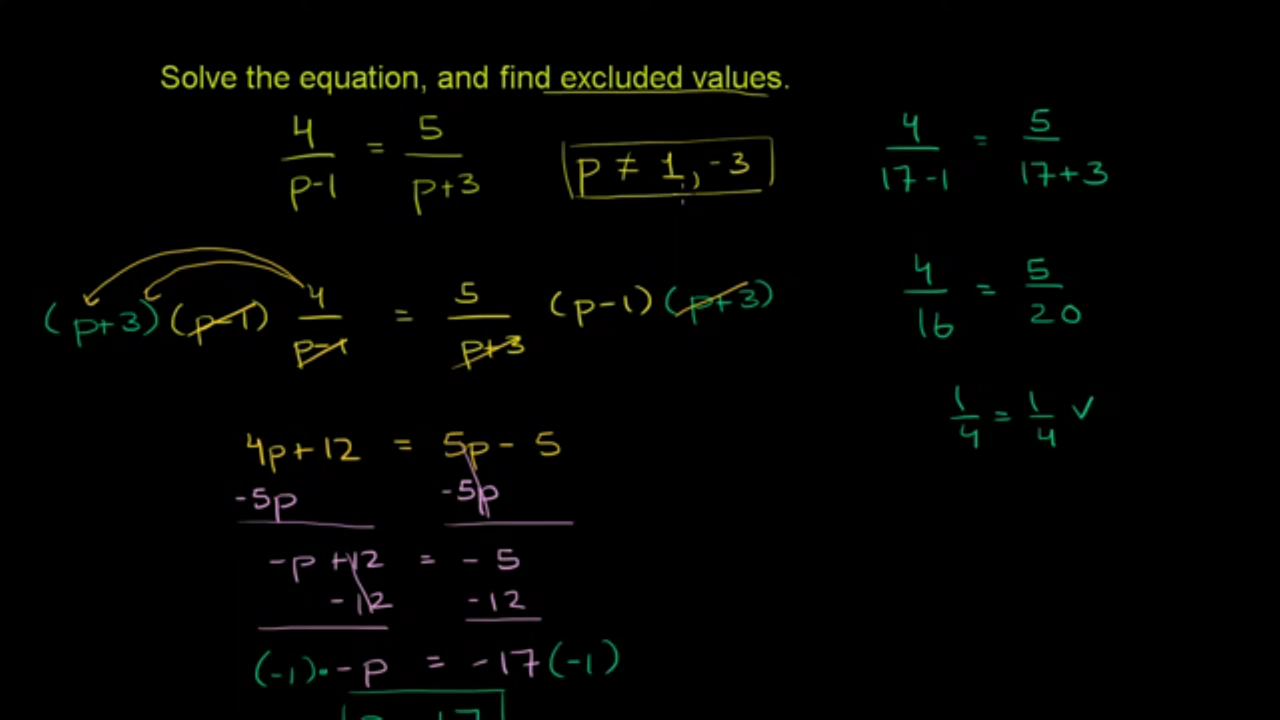 Solve the equation, and find excluded values.
4/(p-1) = 5/(p+3)
p ≠ 1, -3
(p+3)(p-1) 4/(p-1) = 5/(p+3) (p-1)(p+3)
4p+12 = 5p-5
-5p -5p
-p+12 = -5
-12 -12
(-1)·-p = -17(-1)
4/(17-1) = 5/(17+3)
4/16 = 5/20
1/4 = 1/4 ✓